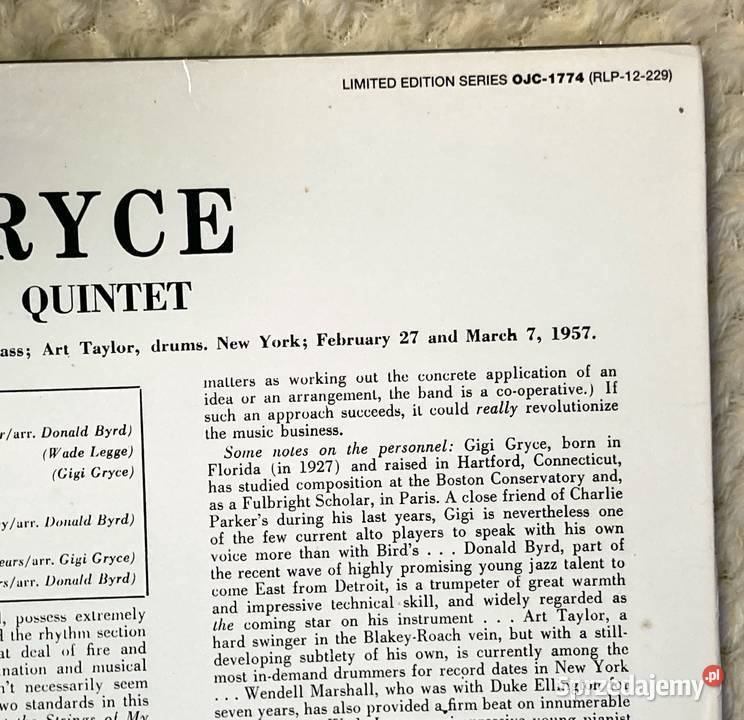 LIMITED EDITION SERIES OJC-1774 (RLP-12-229)
RYCE
QUINTET
ass; Art Taylor, drums. New York; February 27 and March 7, 1957.
r/arr. Donald Byrd)
(Wade Legge)
(Gigi Gryce)
y/arr. Donald Byrd)
eurs/arr. Gigi Gryce)
rs/arr. Donald Byrd)
l, possess extremely
d the rhythm section
at deal of fire and
nation and musical
n't necessarily seem
wo standards in this
Strings of My
matters as working out the concrete application of an
idea or an arrangement, the band is a co-operative.) If
such an approach succeeds, it could really revolutionize
the music business.
Some notes on the personnel: Gigi Gryce, born in
Florida (in 1927) and raised in Hartford, Connecticut,
has studied composition at the Boston Conservatory and,
as a Fulbright Scholar, in Paris. A close friend of Charlie
Parker's during his last years, Gigi is nevertheless one
of the few current alto players to speak with his own
voice more than with Bird's . . . Donald Byrd, part of
the recent wave of highly promising young jazz talent to
come East from Detroit, is a trumpeter of great warmth
and impressive technical skill, and widely regarded as
the coming star on his instrument . . . Art Taylor, a
hard swinger in the Blakey-Roach vein, but with a still-
developing subtlety of his own, is currently among the
most in-demand drummers for record dates in New York
. . . Wendell Marshall, who was with Duke Ellington for
seven years, has also provided a firm beat on innumerable
young pianist
Sprzedajemy.pl